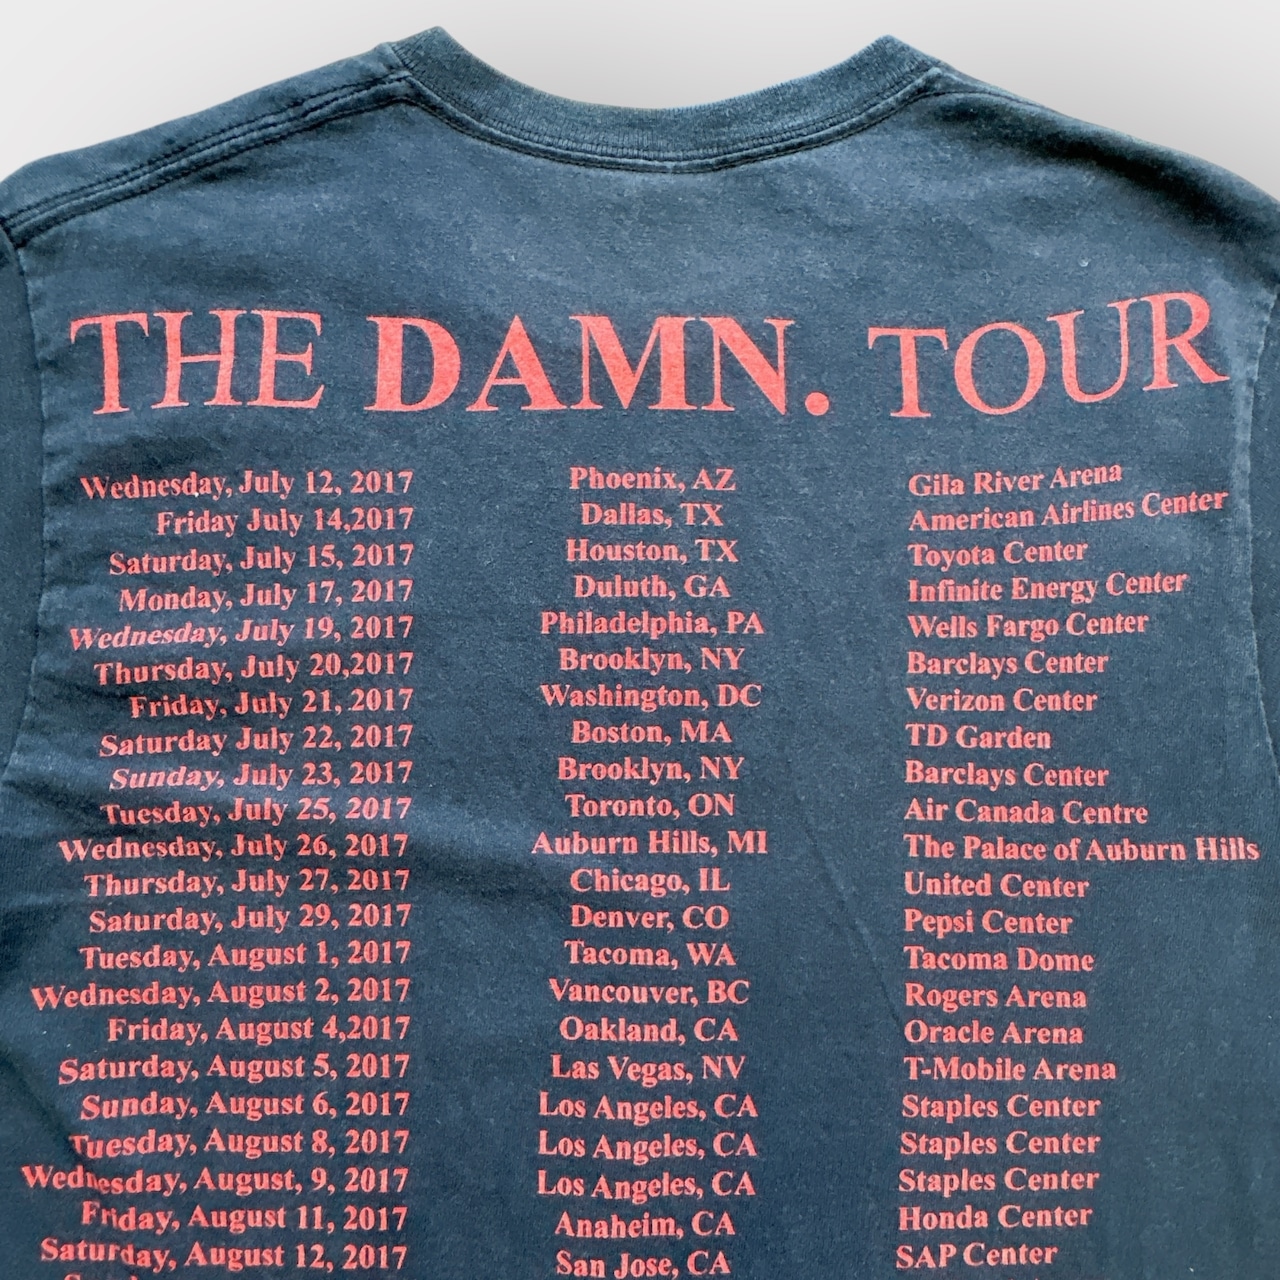 THE DAMN. TOUR
Wednesday, July 12, 2017 Phoenix, AZ Gila River Arena
Friday July 14,2017 Dallas, TX American Airlines Center
Saturday, July 15, 2017 Houston, TX Toyota Center
Monday, July 17, 2017 Duluth, GA Infinite Energy Center
Wednesday, July 19, 2017 Philadelphia, PA Wells Fargo Center
Thursday, July 20,2017 Brooklyn, NY Barclays Center
Friday, July 21, 2017 Washington, DC Verizon Center
Saturday July 22, 2017 Boston, MA TD Garden
Sunday, July 23, 2017 Brooklyn, NY Barclays Center
Tuesday, July 25, 2017 Toronto, ON Air Canada Centre
Wednesday, July 26, 2017 Auburn Hills, MI The Palace of Auburn Hills
Thursday, July 27, 2017 Chicago, IL United Center
Saturday, July 29, 2017 Denver, CO Pepsi Center
Tuesday, August 1, 2017 Tacoma, WA Tacoma Dome
Wednesday, August 2, 2017 Vancouver, BC Rogers Arena
Friday, August 4,2017 Oakland, CA Oracle Arena
Saturday, August 5, 2017 Las Vegas, NV T-Mobile Arena
Sunday, August 6, 2017 Los Angeles, CA Staples Center
Tuesday, August 8, 2017 Los Angeles, CA Staples Center
Wednesday, August, 9, 2017 Los Angeles, CA Staples Center
Friday, August 11, 2017 Anaheim, CA Honda Center
Saturday, August 12, 2017 San Jose, CA SAP Center